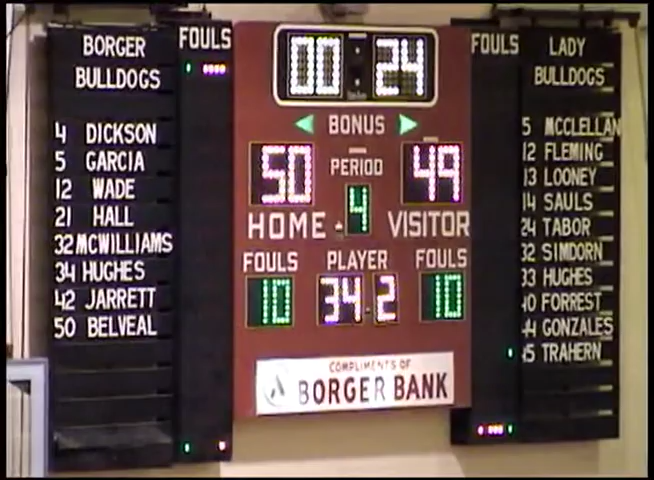 BORGER
BULLDOGS
FOULS
4 DICKSON
5 GARCIA
12 WADE
21 HALL
32 MCWILLIAMS
34 HUGHES
42 JARRETT
50 BELVEAL
00:24
BONUS
50 PERIOD 49
HOME 4 VISITOR
FOULS PLAYER FOULS
10 34 2 10
COMPLIMENTS OF
BORGER BANK
FOULS
LADY
BULLDOGS
5 MCCLELLAN
12 FLEMING
13 LOONEY
14 SAULS
24 TABOR
32 SIMDORN
33 HUGHES
40 FORREST
44 GONZALES
45 TRAHERN